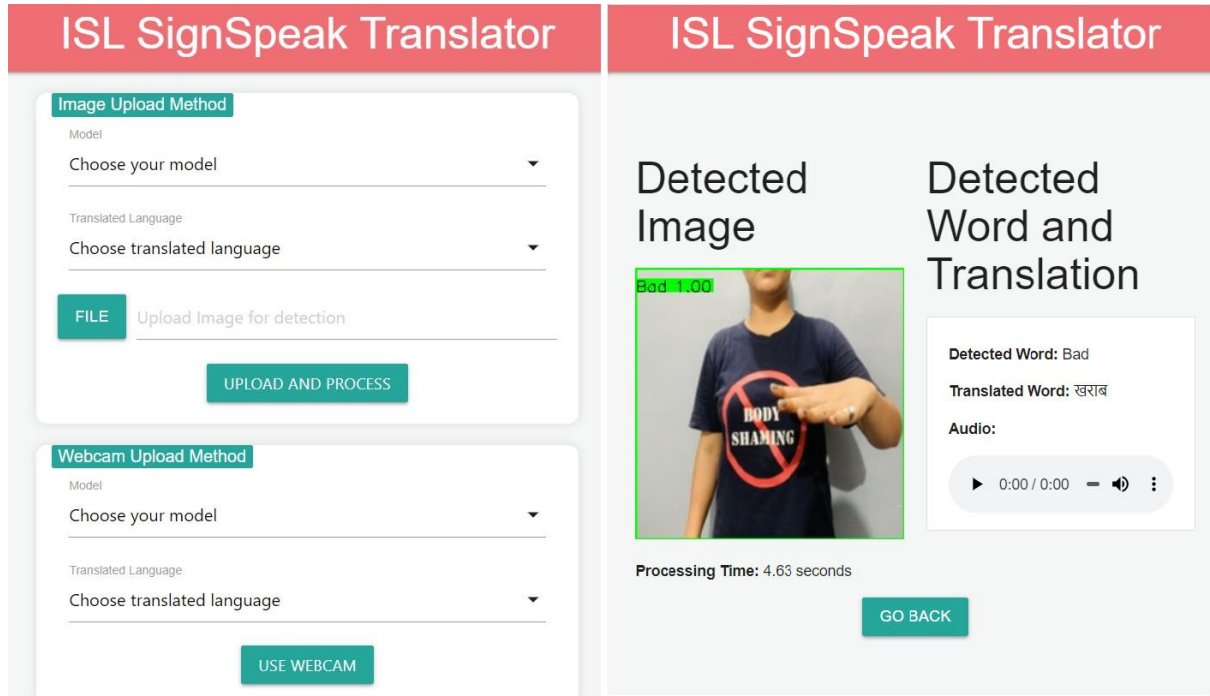 ISL SignSpeak Translator
Image Upload Method
Model
Choose your model
Translated Language
Choose translated language
FILE
Upload Image for detection
UPLOAD AND PROCESS
Webcam Upload Method
Model
Choose your model
Translated Language
Choose translated language
USE WEBCAM
ISL SignSpeak Translator
Detected
Image
Bad 1.00
BODY
SHAMING
Processing Time: 4.63 seconds
Detected
Word and
Translation
Detected Word: Bad
Translated Word: खराब
Audio:
0:00 / 0:00
GO BACK